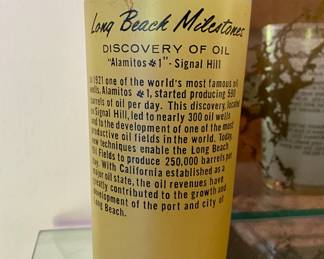 Long Beach Milestones
DISCOVERY OF OIL
"Alamitos #1" - Signal Hill
In 1921 one of the world's most famous oil
wells, Alamitos #1, started producing 590
barrels of oil per day. This discovery, located
on Signal Hill, led to nearly 300 oil wells
and to the development of one of the most
productive oil fields in the world. Today,
new techniques enable the Long Beach
Oil Fields to produce 250,000 barrels per
day. With California established as a
major oil state, the oil revenues have
greatly contributed to the growth and
development of the port and city of
Long Beach.